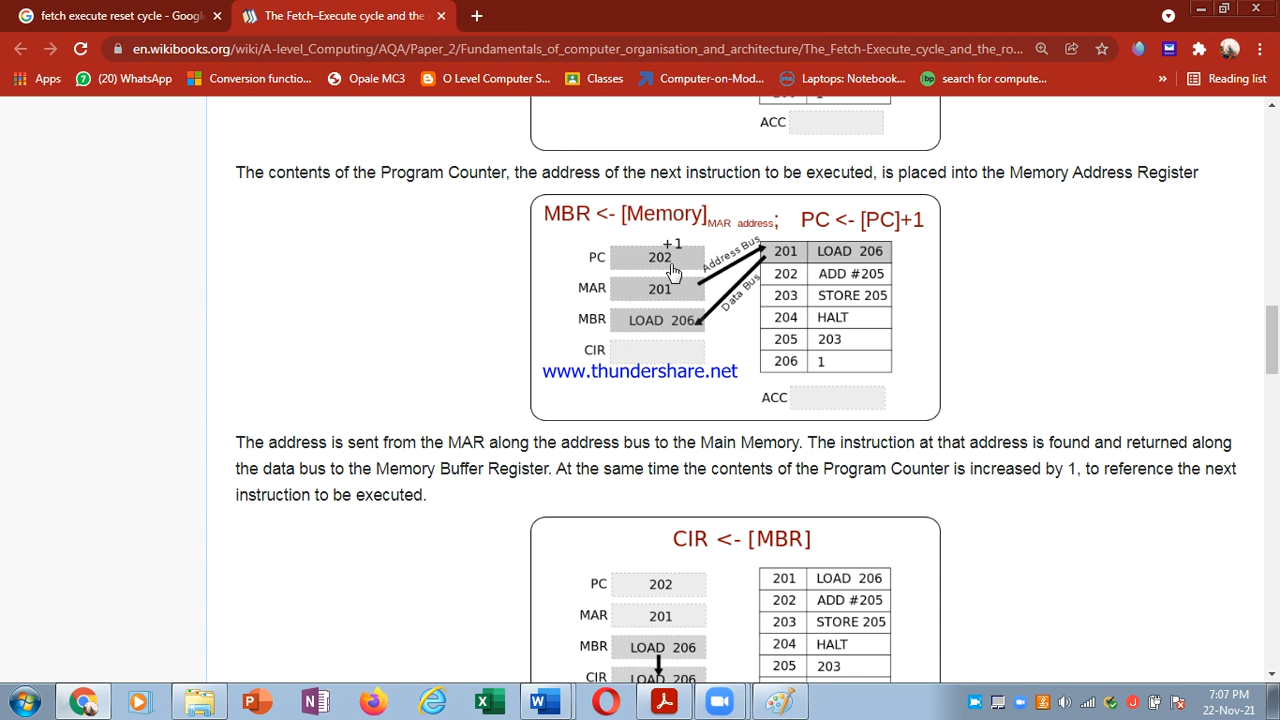 fetch execute reset cycle - Goog
The Fetch–Execute cycle and the
en.wikibooks.org/wiki/A-level_Computing/AQA/Paper_2/Fundamentals_of_computer_organisation_and_architecture/The_Fetch-Execute_cycle_and_the_ro...
Apps
(20) WhatsApp
Conversion functio...
Opale MC3
O Level Computer S...
Classes
Computer-on-Mod...
Laptops: Notebook...
bp search for compute...
»
Reading list
ACC
The contents of the Program Counter, the address of the next instruction to be executed, is placed into the Memory Address Register
MBR <- [Memory]MAR address; PC <- [PC]+1
+1
PC 202
MAR 201
MBR LOAD 206
CIR
Address Bus
Data Bus
201 LOAD 206
202 ADD #205
203 STORE 205
204 HALT
205 203
206 1
www.thundershare.net
ACC
The address is sent from the MAR along the address bus to the Main Memory. The instruction at that address is found and returned along
the data bus to the Memory Buffer Register. At the same time the contents of the Program Counter is increased by 1, to reference the next
instruction to be executed.
CIR <- [MBR]
PC 202
MAR 201
MBR LOAD 206
CIR LOAD 206
201 LOAD 206
202 ADD #205
203 STORE 205
204 HALT
205 203
7:07 PM
22-Nov-21